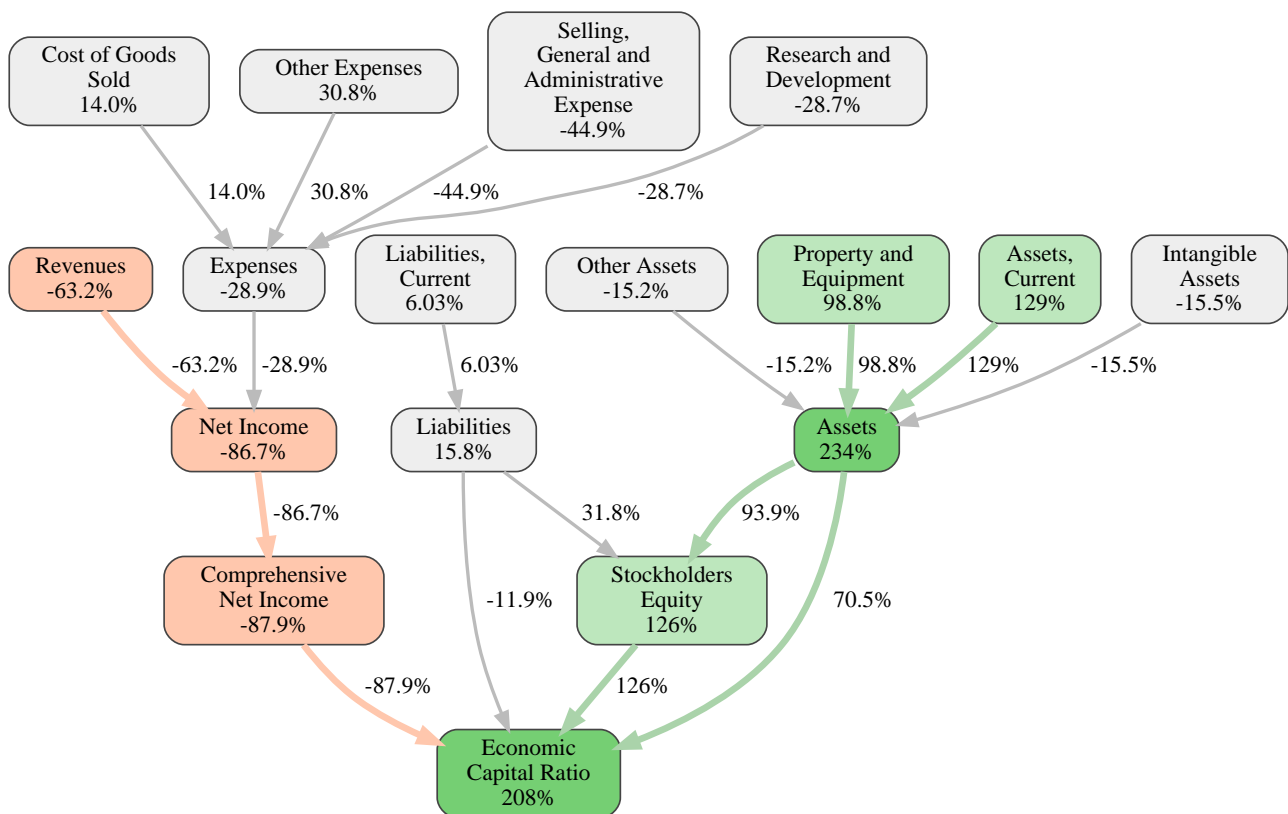 Cost of Goods
Sold
14.0%
Other Expenses
30.8%
Selling,
General and
Administrative
Expense
-44.9%
Research and
Development
-28.7%
14.0%
30.8%
-44.9%
-28.7%
Revenues
-63.2%
Expenses
-28.9%
Liabilities,
Current
6.03%
Other Assets
-15.2%
Property and
Equipment
98.8%
Assets,
Current
129%
Intangible
Assets
-15.5%
-63.2%
-28.9%
6.03%
-15.2%
98.8%
129%
-15.5%
Net Income
-86.7%
Liabilities
15.8%
Assets
234%
-86.7%
31.8%
93.9%
Comprehensive
Net Income
-87.9%
-11.9%
Stockholders
Equity
126%
70.5%
-87.9%
126%
Economic
Capital Ratio
208%